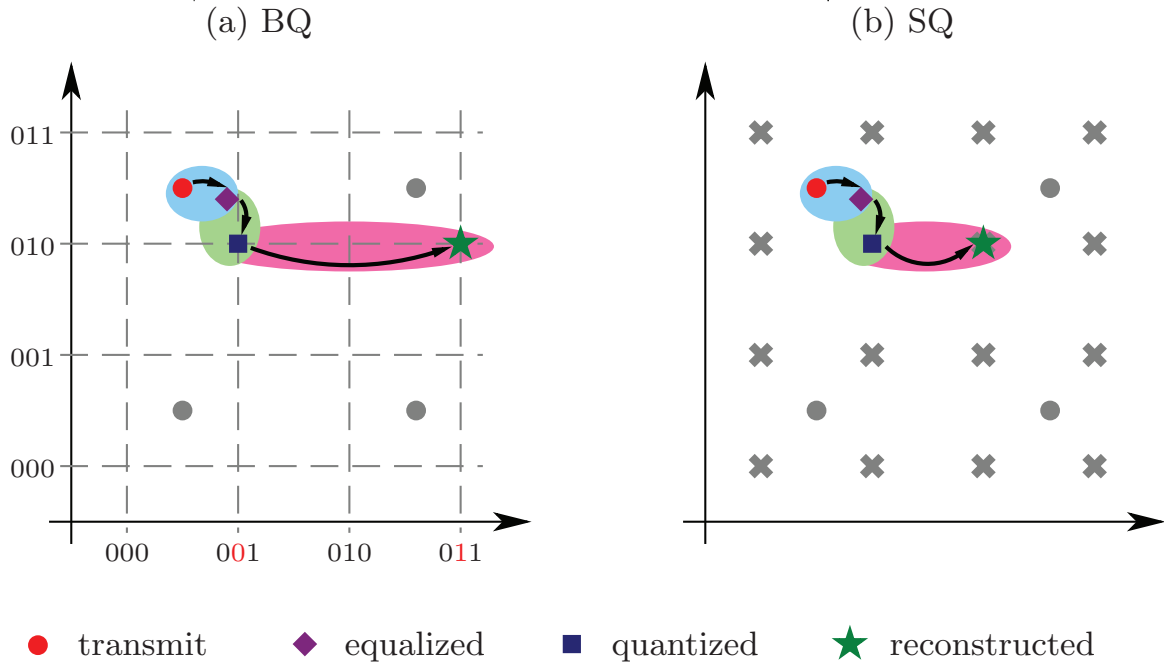 (a) BQ
(b) SQ
011
010
001
000
000 001 010 011
transmit equalized quantized reconstructed